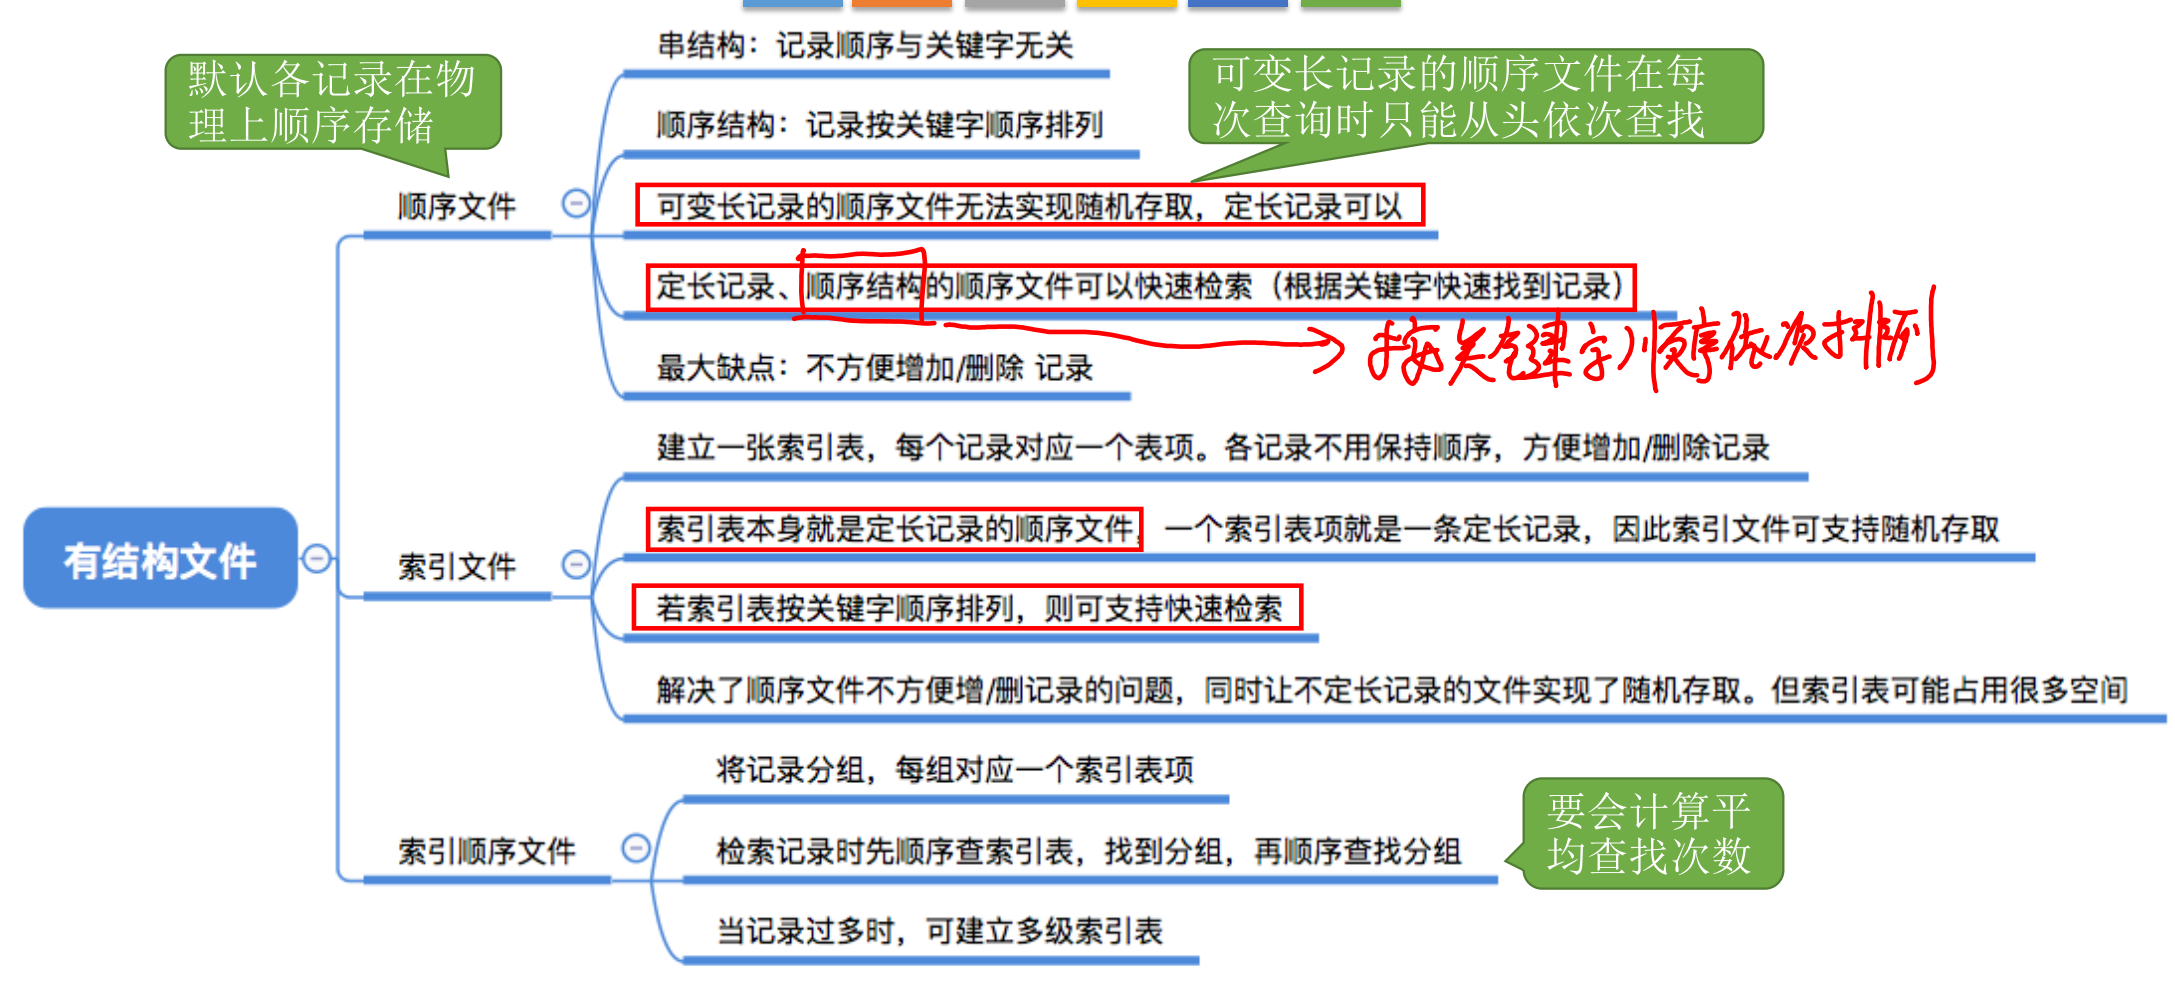 串结构：记录顺序与关键字无关
默认各记录在物
理上顺序存储
可变长记录的顺序文件在每
次查询时只能从头依次查找
顺序结构：记录按关键字顺序排列
顺序文件
可变长记录的顺序文件无法实现随机存取，定长记录可以
定长记录、顺序结构的顺序文件可以快速检索（根据关键字快速找到记录）
按关键字顺序依次排列
最大缺点：不方便增加/删除 记录
建立一张索引表，每个记录对应一个表项。各记录不用保持顺序，方便增加/删除记录
有结构文件
索引文件
索引表本身就是定长记录的顺序文件，一个索引表项就是一条定长记录，因此索引文件可支持随机存取
若索引表按关键字顺序排列，则可支持快速检索
解决了顺序文件不方便增/删记录的问题，同时让不定长记录的文件实现了随机存取。但索引表可能占用很多空间
将记录分组，每组对应一个索引表项
索引顺序文件
检索记录时先顺序查索引表，找到分组，再顺序查找分组
要会计算平
均查找次数
当记录过多时，可建立多级索引表